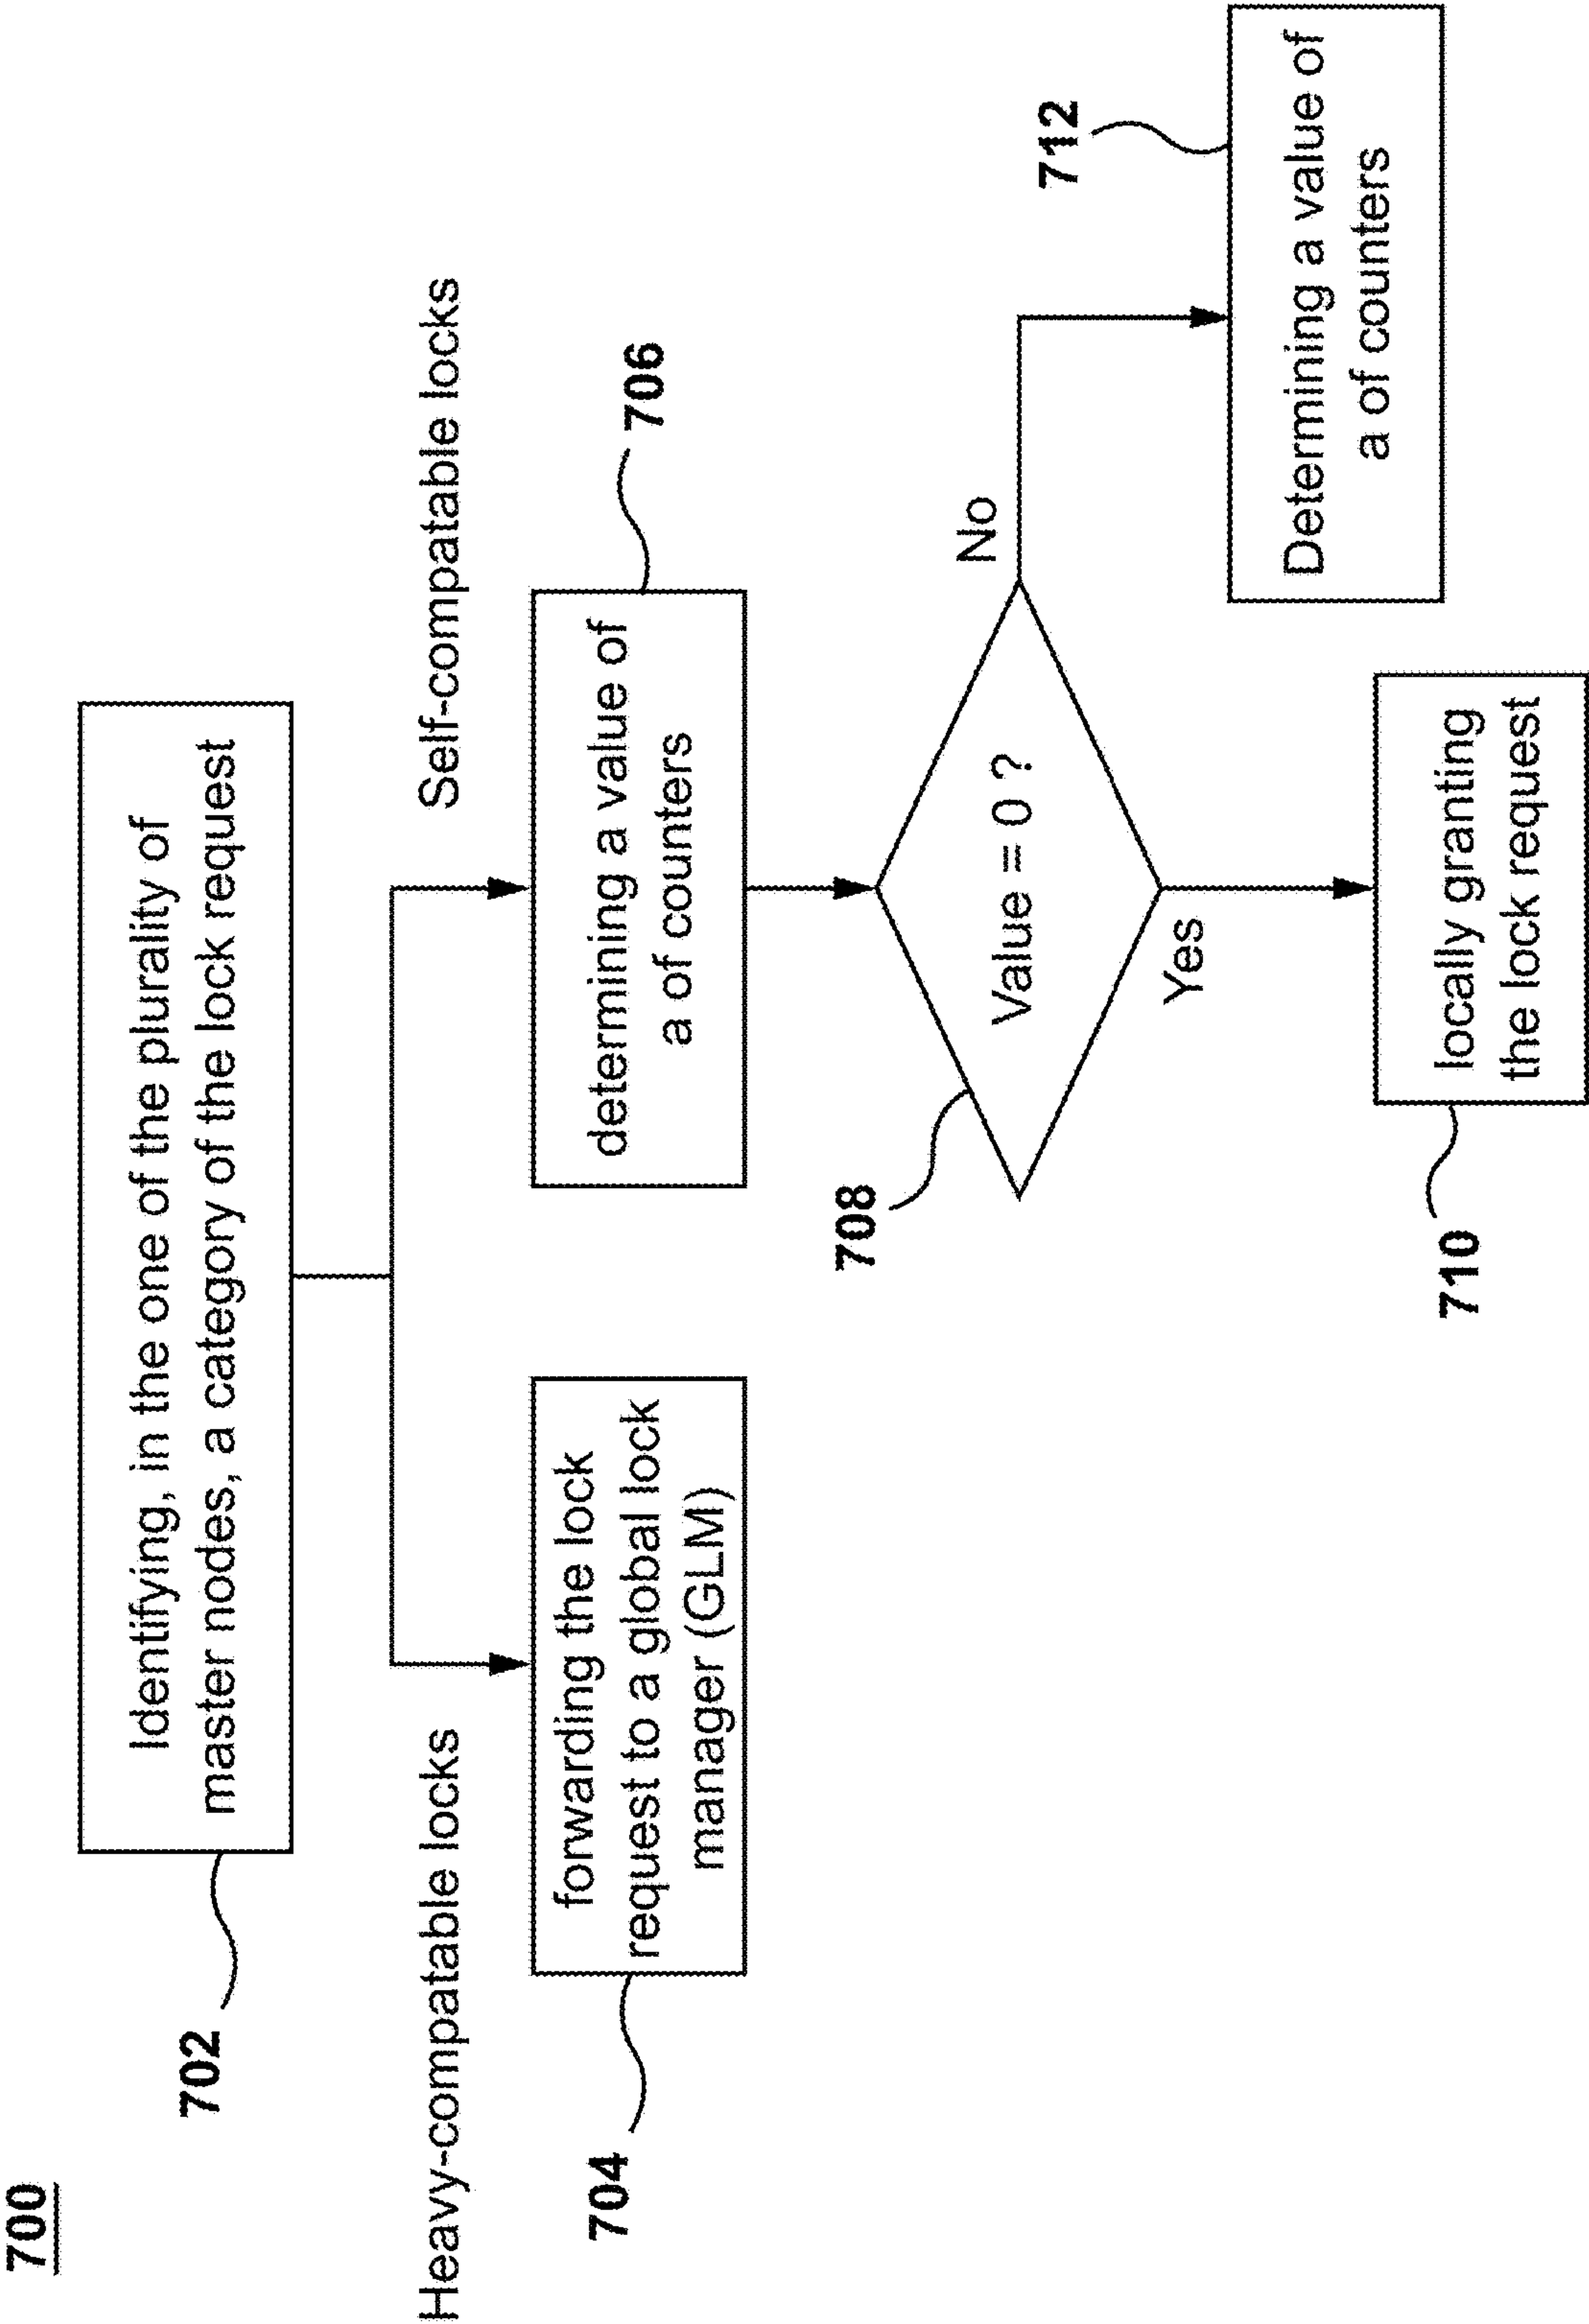 700
702
Identifying, in the one of the plurality of
master nodes, a category of the lock request
Heavy-compatable locks
Self-compatable locks
704
forwarding the lock
request to a global lock
manager (GLM)
706
determining a value of
a of counters
708
Value = 0 ?
No
Yes
712
Determining a value of
a of counters
710
locally granting
the lock request